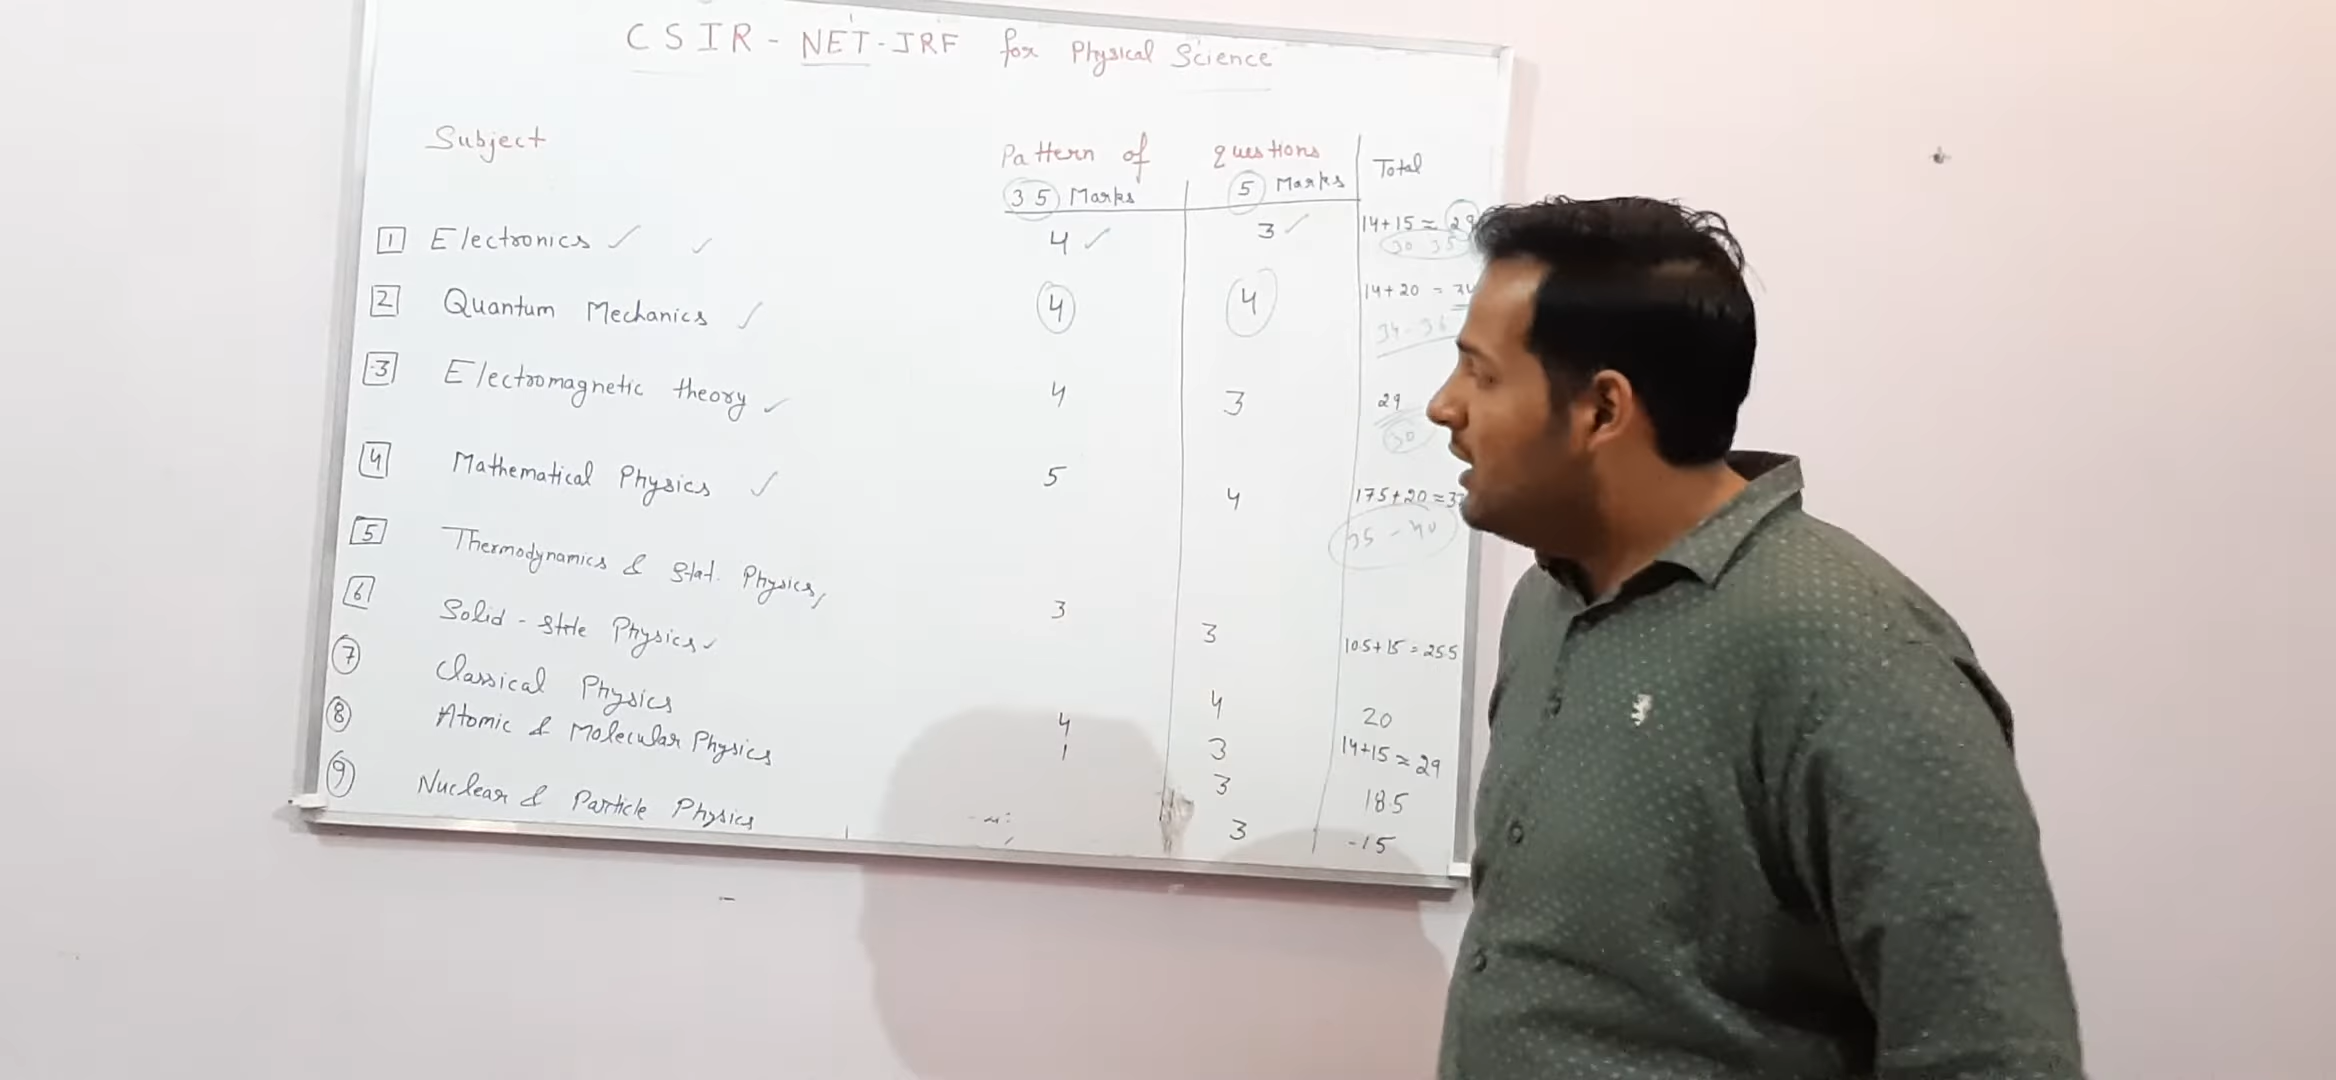 CSIR - NET - JRF for Physical Science
Subject Pattern of questions Total
35 Marks 5 Marks
1 Electronics ✓ ✓ 4 ✓ 3 ✓ 14+15 ≈ 29
30 35
2 Quantum Mechanics ✓ 4 4 14+20 = 34
34-36
3 Electromagnetic theory ✓ 4 3 29
30
4 Mathematical Physics ✓ 5 4 175+20 ≈
35 - 40
5 Thermodynamics & Stat. Physics 3 3 105+15 = 255
6 Solid - State Physics ✓ 4 20
7 Classical Physics 4 3 14+15 ≈ 29
8 Atomic & Molecular Physics 1 3 18.5
9 Nuclear & Particle Physics 3 -15